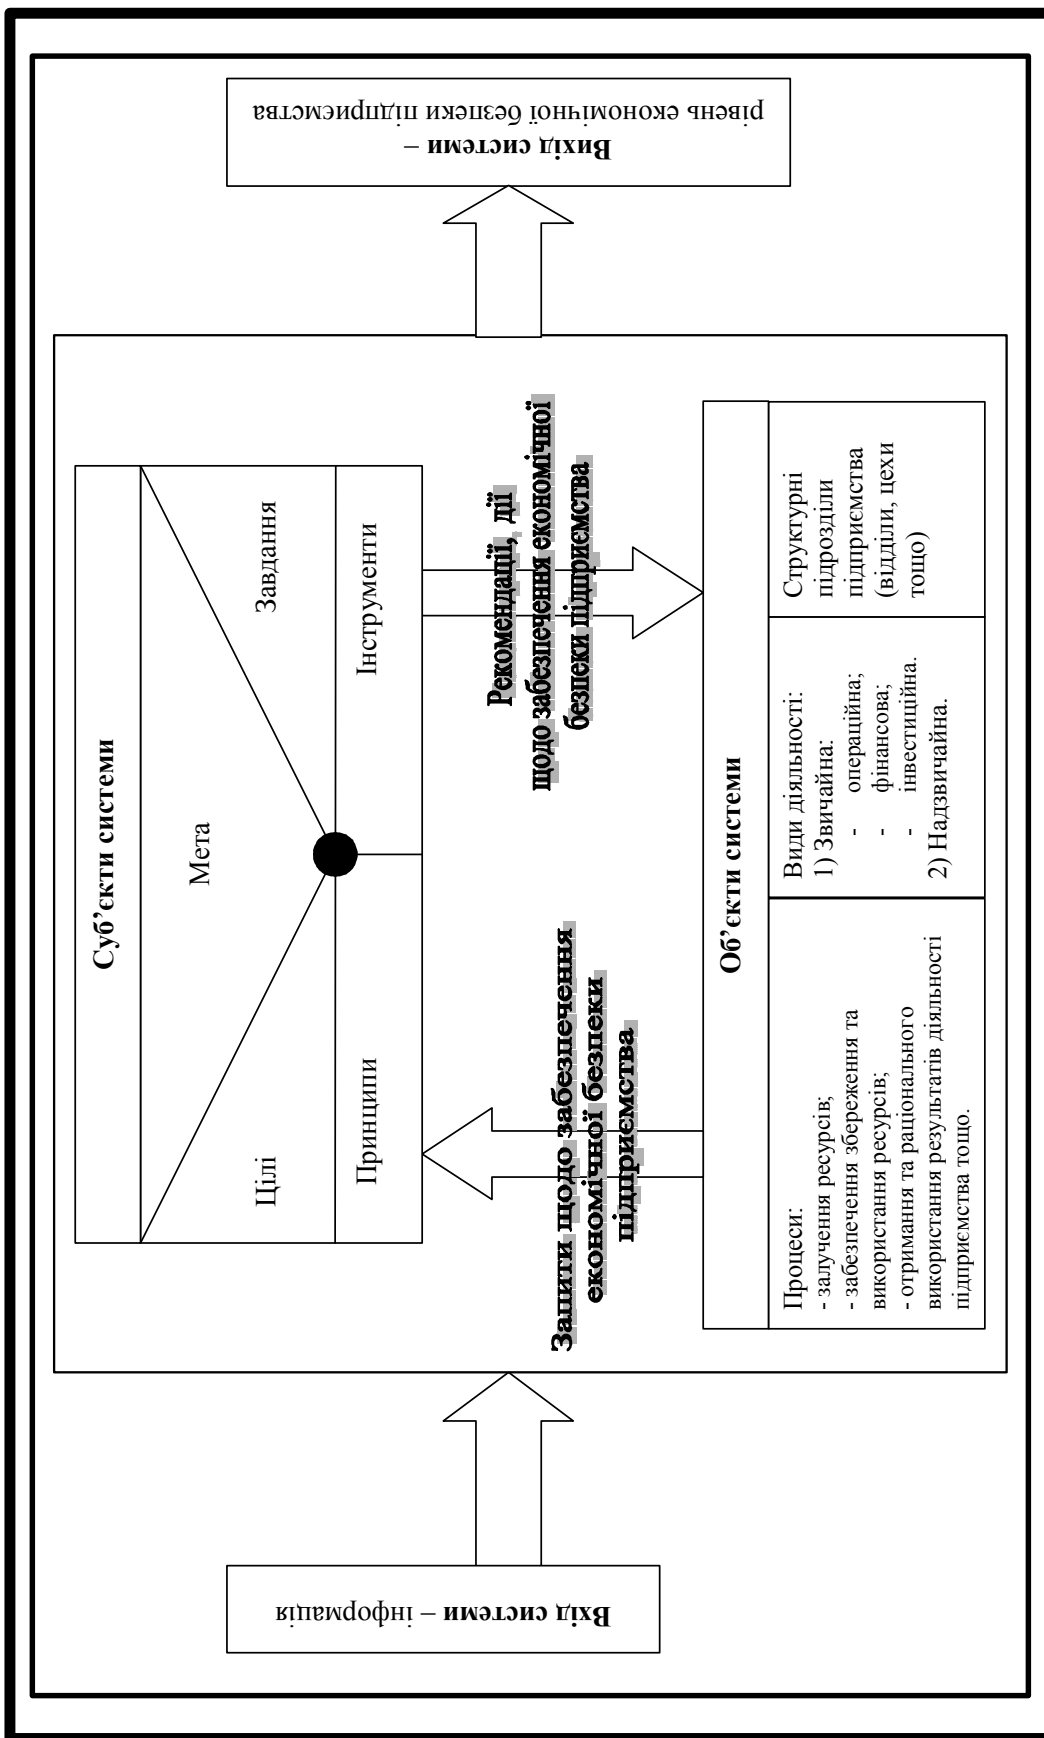 Вхід системи – інформація
Суб’єкти системи
Мета
Цілі
Завдання
Принципи
Інструменти
Запити щодо забезпечення
економічної безпеки
підприємства
Рекомендації, дії
щодо забезпечення економічної
безпеки підприємства
Об’єкти системи
Процеси:
- залучення ресурсів;
- забезпечення збереження та
використання ресурсів;
- отримання та раціонального
використання результатів діяльності
підприємства тощо.
Види діяльності:
1) Звичайна:
- операційна;
- фінансова;
- інвестиційна.
2) Надзвичайна.
Структурні
підрозділи
підприємства
(відділи, цехи
тощо)
Вихід системи –
рівень економічної безпеки підприємства